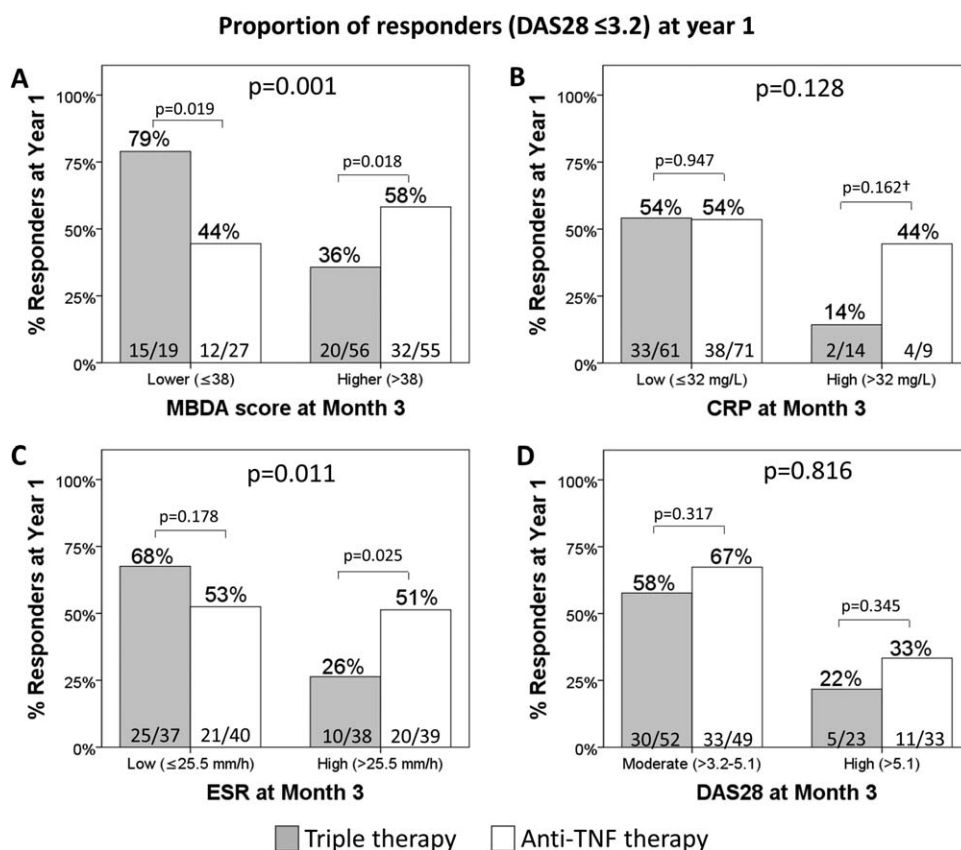 Proportion of responders (DAS28 ≤3.2) at year 1
A
p=0.001
p=0.019
79%
44%
p=0.018
36%
58%
100%
75%
50%
25%
0%
% Responders at Year 1
15/19 12/27 20/56 32/55
Lower (≤38) Higher (>38)
MBDA score at Month 3
B
p=0.128
p=0.947
54% 54%
p=0.162†
14%
44%
100%
75%
50%
25%
0%
% Responders at Year 1
33/61 38/71 2/14 4/9
Low (≤32 mg/L) High (>32 mg/L)
CRP at Month 3
C
p=0.011
p=0.178
68%
53%
p=0.025
26%
51%
100%
75%
50%
25%
0%
% Responders at Year 1
25/37 21/40 10/38 20/39
Low (≤25.5 mm/h) High (>25.5 mm/h)
ESR at Month 3
D
p=0.816
p=0.317
58%
67%
p=0.345
22%
33%
100%
75%
50%
25%
0%
% Responders at Year 1
30/52 33/49 5/23 11/33
Moderate (>3.2-5.1) High (>5.1)
DAS28 at Month 3
Triple therapy Anti-TNF therapy